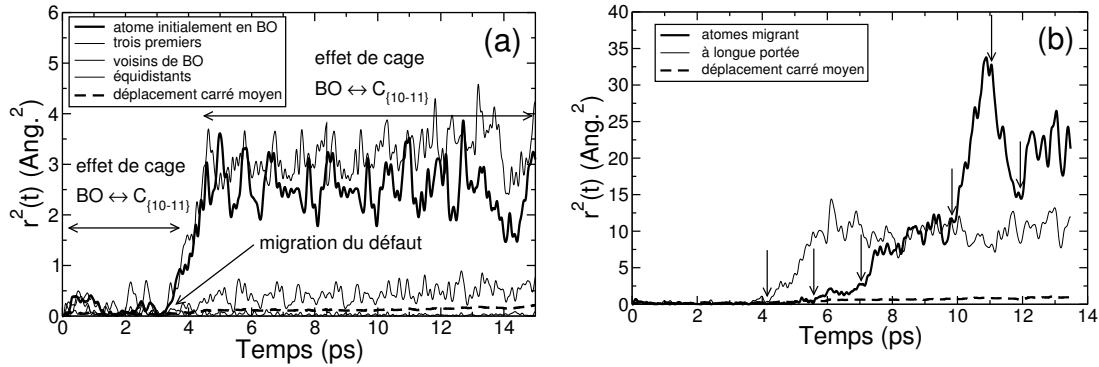 (a)
atome initialement en BO
trois premiers
voisins de BO
équidistants
déplacement carré moyen
effet de cage
BO ↔ C{10-11}
effet de cage
BO ↔ C{10-11}
migration du défaut
r²(t) (Ang.²)
6
5
4
3
2
1
0
0 2 4 6 8 10 12 14
Temps (ps)
(b)
atomes migrant
à longue portée
déplacement carré moyen
r²(t) (Ang.²)
40
35
30
25
20
15
10
5
0
0 2 4 6 8 10 12 14
Temps (ps)